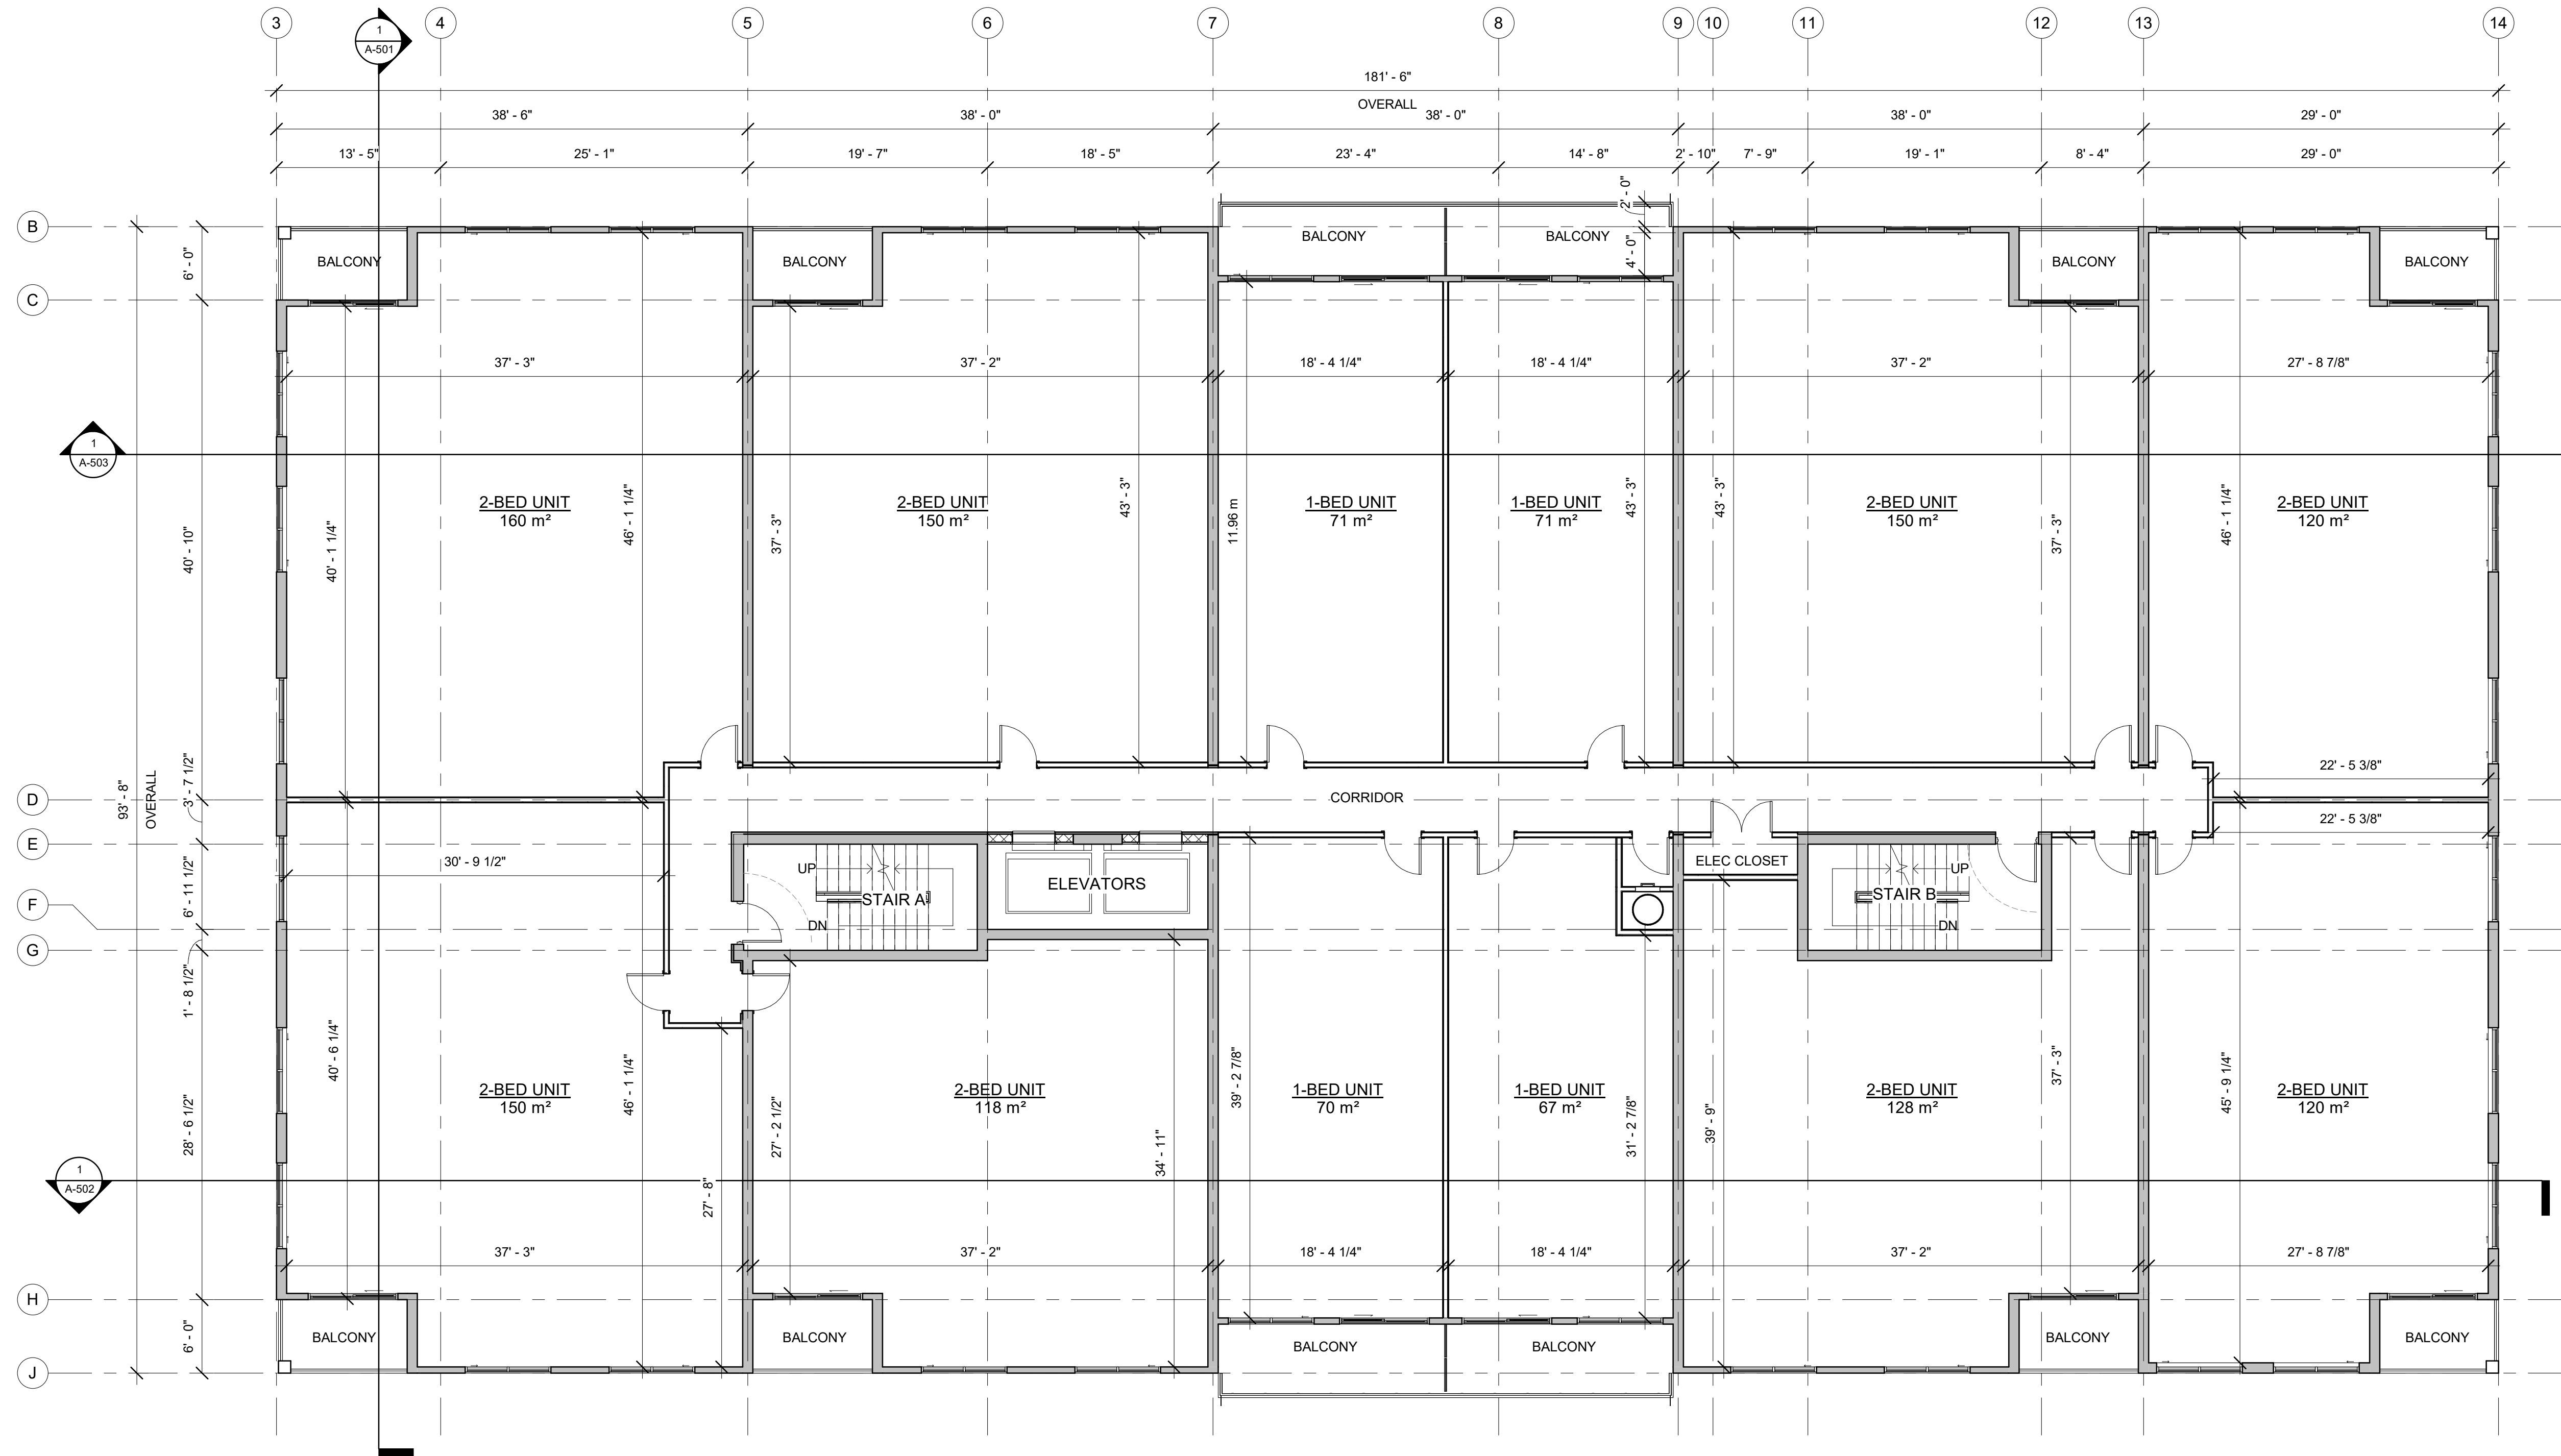 3
4
5
6
7
8
9
10
11
12
13
14
1
A-501
181' - 6"
OVERALL
38' - 6"
38' - 0"
38' - 0"
38' - 0"
29' - 0"
13' - 5"
25' - 1"
19' - 7"
18' - 5"
23' - 4"
14' - 8"
2' - 10"
7' - 9"
19' - 1"
8' - 4"
29' - 0"
2' - 0"
B
BALCONY
BALCONY
6' - 0"
BALCONY
BALCONY
BALCONY
BALCONY
4' - 0"
C
37' - 3"
37' - 2"
18' - 4 1/4"
18' - 4 1/4"
37' - 2"
27' - 8 7/8"
1
A-503
2-BED UNIT
160 m²
2-BED UNIT
150 m²
1-BED UNIT
71 m²
1-BED UNIT
71 m²
2-BED UNIT
150 m²
2-BED UNIT
120 m²
40' - 10"
40' - 1 1/4"
46' - 1 1/4"
37' - 3"
43' - 3"
11.96 m
43' - 3"
43' - 3"
37' - 3"
46' - 1 1/4"
93' - 8"
OVERALL
3' - 7 1/2"
22' - 5 3/8"
D
CORRIDOR
22' - 5 3/8"
E
30' - 9 1/2"
UP
STAIR A
DN
ELEVATORS
ELEC CLOSET
UP
STAIR B
DN
6' - 11 1/2"
F
G
1' - 8 1/2"
40' - 6 1/4"
46' - 1 1/4"
2-BED UNIT
150 m²
2-BED UNIT
118 m²
1-BED UNIT
70 m²
1-BED UNIT
67 m²
2-BED UNIT
128 m²
2-BED UNIT
120 m²
28' - 6 1/2"
27' - 8"
27' - 2 1/2"
34' - 11"
39' - 2 7/8"
31' - 2 7/8"
39' - 9"
37' - 3"
45' - 9 1/4"
1
A-502
37' - 3"
37' - 2"
18' - 4 1/4"
18' - 4 1/4"
37' - 2"
27' - 8 7/8"
H
6' - 0"
BALCONY
BALCONY
BALCONY
BALCONY
BALCONY
BALCONY
J